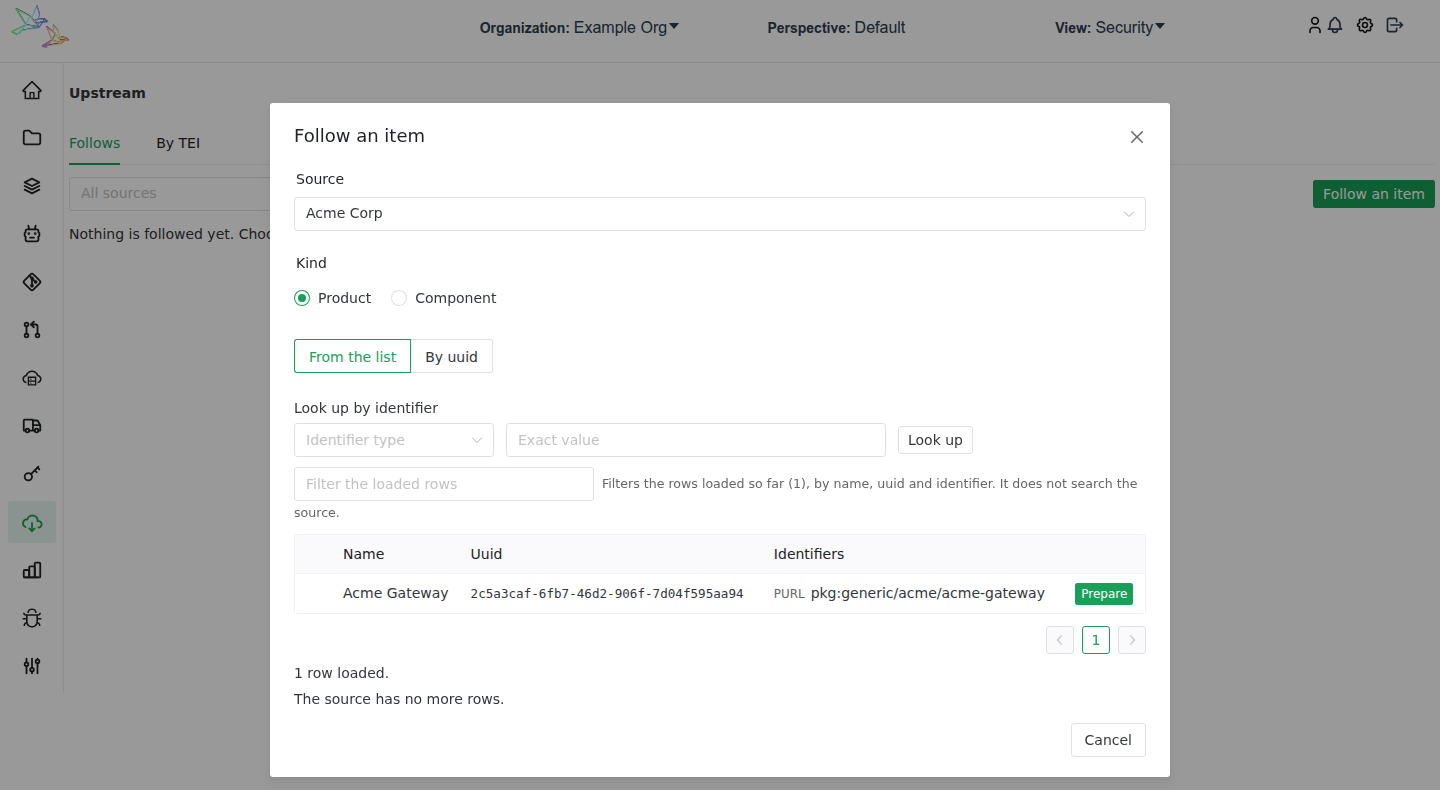 Organization: Example Org
Perspective: Default
View: Security
Upstream
Follows
By TEI
All sources
Follow an item
Nothing is followed yet. Choo
Follow an item
Source
Acme Corp
Kind
Product
Component
From the list
By uuid
Look up by identifier
Identifier type
Exact value
Look up
Filter the loaded rows
Filters the rows loaded so far (1), by name, uuid and identifier. It does not search the
source.
Name Uuid Identifiers
Acme Gateway 2c5a3caf-6fb7-46d2-906f-7d04f595aa94 PURL pkg:generic/acme/acme-gateway Prepare
1
1 row loaded.
The source has no more rows.
Cancel